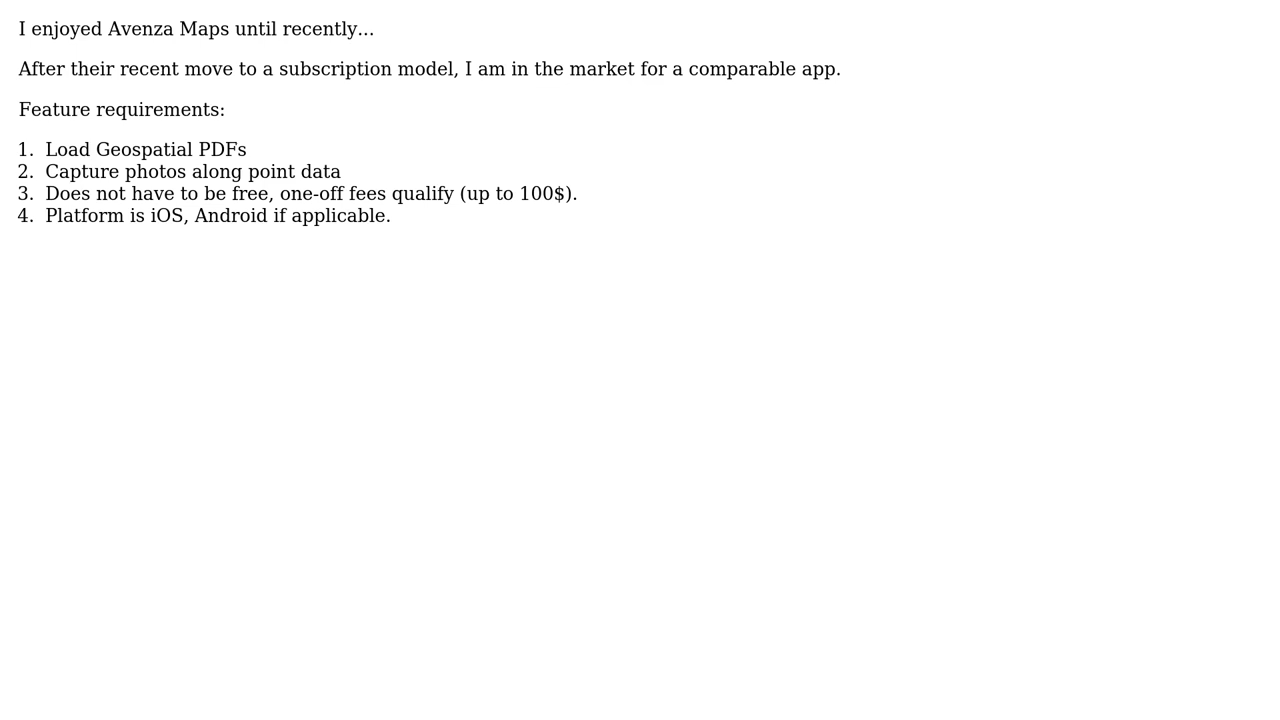 I enjoyed Avenza Maps until recently...
After their recent move to a subscription model, I am in the market for a comparable app.
Feature requirements:
1. Load Geospatial PDFs
2. Capture photos along point data
3. Does not have to be free, one-off fees qualify (up to 100$).
4. Platform is iOS, Android if applicable.